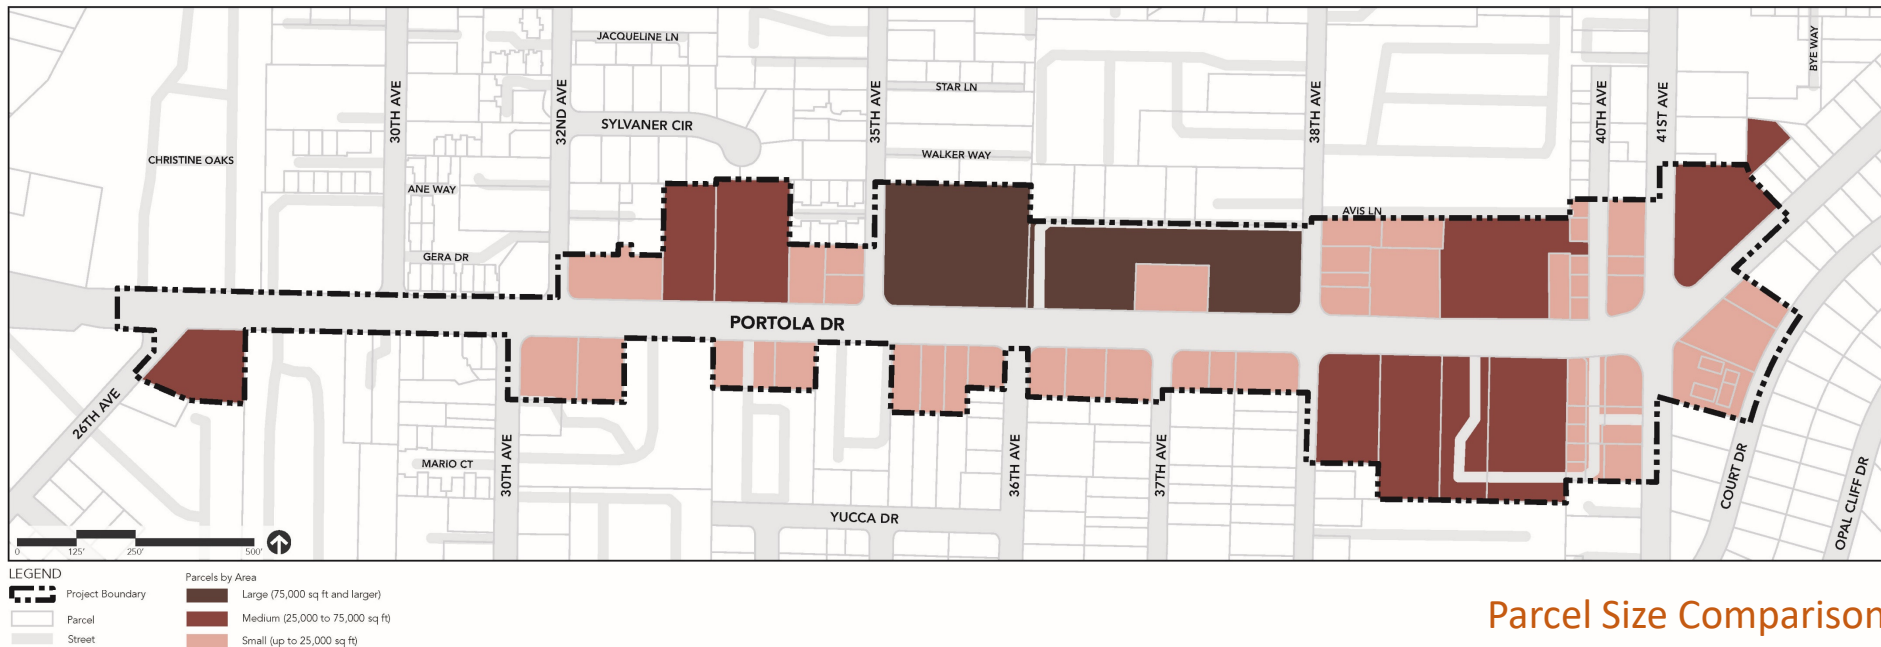 JACQUELINE LN
BYE WAY
30TH AVE
32ND AVE
35TH AVE
STAR LN
38TH AVE
40TH AVE
41ST AVE
SYLVANER CIR
CHRISTINE OAKS
WALKER WAY
ANE WAY
AVIS LN
GERA DR
PORTOLA DR
26TH AVE
30TH AVE
MARIO CT
36TH AVE
37TH AVE
COURT DR
OPAL CLIFF DR
YUCCA DR
0 125' 250' 500'
LEGEND
Project Boundary
Parcel
Street
Parcels by Area
Large (75,000 sq ft and larger)
Medium (25,000 to 75,000 sq ft)
Small (up to 25,000 sq ft)
Parcel Size Comparison